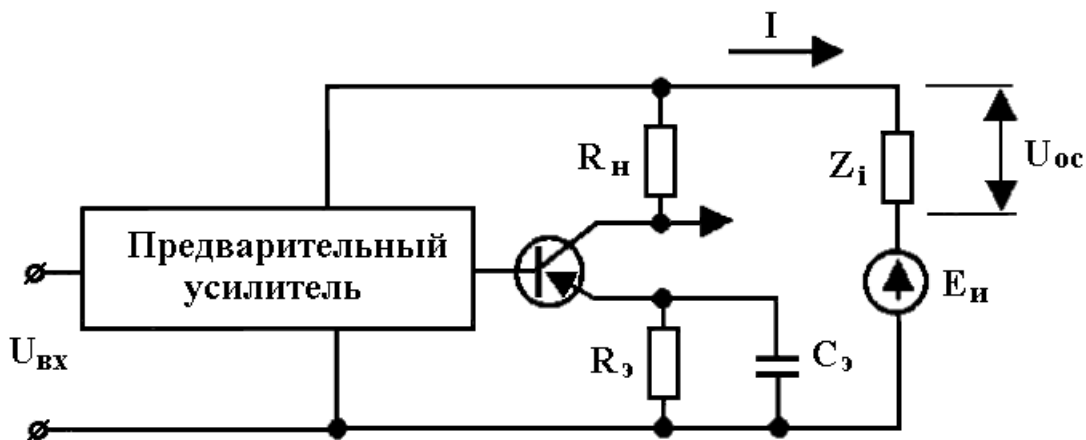 I
Rн
Zi
Uос
Предварительный
усилитель
Eи
Uвх
Rэ
Cэ